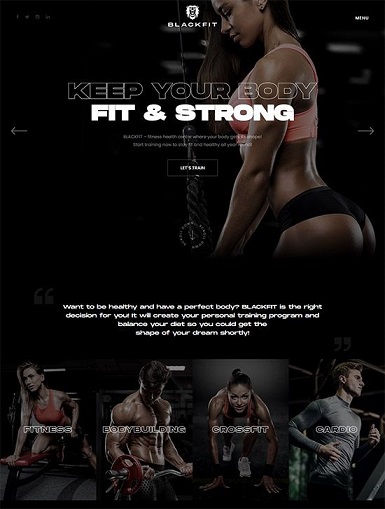 BLACKFIT
MENU
KEEP YOUR BODY
FIT & STRONG
BLACKFIT – fitness health center where your body gets its shape!
Start training now to stay fit and healthy all year round!
LET'S TRAIN
Want to be healthy and have a perfect body? BLACKFIT is the right
decision for you! It will create your personal training program and
balance your diet so you could get the
shape of your dream shortly!
FITNESS
BODYBUILDING
CROSSFIT
CARDIO